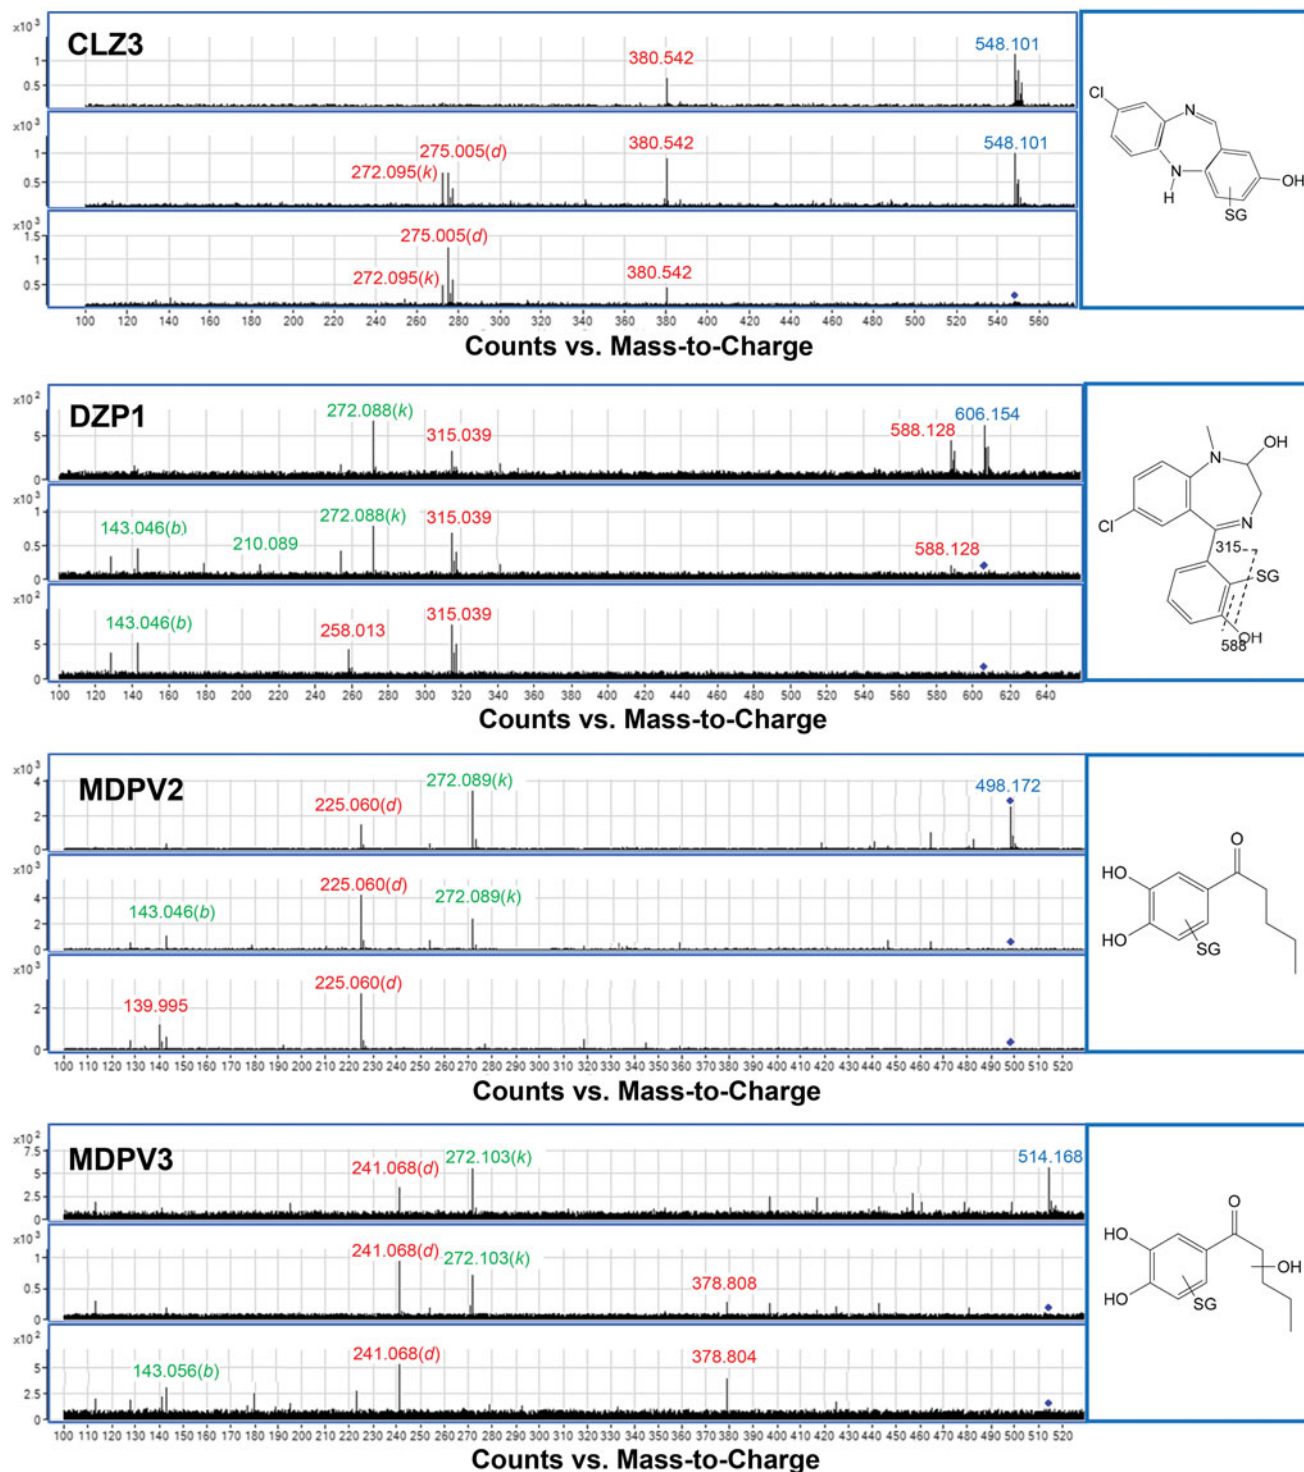 CLZ3
x10³
1
0.5
380.542
548.101
x10³
1
0.5
272.095(k)
275.005(d)
380.542
548.101
x10³
1.5
1
0.5
272.095(k)
275.005(d)
380.542
100 120 140 160 180 200 220 240 260 280 300 320 340 360 380 400 420 440 460 480 500 520 540 560
Counts vs. Mass-to-Charge
Cl
N
N
H
OH
SG
DZP1
x10²
5
0
272.088(k)
315.039
588.128
606.154
x10³
1
0.5
0
143.046(b)
210.089
272.088(k)
315.039
588.128
x10²
5
0
143.046(b)
258.013
315.039
100 120 140 160 180 200 220 240 260 280 300 320 340 360 380 400 420 440 460 480 500 520 540 560 580 600 620 640
Counts vs. Mass-to-Charge
N
OH
Cl
N
315
SG
OH
588
MDPV2
x10³
4
2
0
225.060(d)
272.089(k)
498.172
x10³
4
2
0
143.046(b)
225.060(d)
272.089(k)
x10³
2
0
139.995
225.060(d)
100 110 120 130 140 150 160 170 180 190 200 210 220 230 240 250 260 270 280 290 300 310 320 330 340 350 360 370 380 390 400 410 420 430 440 450 460 470 480 490 500 510 520
Counts vs. Mass-to-Charge
O
HO
HO
SG
MDPV3
x10²
7.5
5
2.5
0
241.068(d)
272.103(k)
514.168
x10³
1
0.5
0
241.068(d)
272.103(k)
378.808
x10²
5
2.5
0
143.056(b)
241.068(d)
378.804
100 110 120 130 140 150 160 170 180 190 200 210 220 230 240 250 260 270 280 290 300 310 320 330 340 350 360 370 380 390 400 410 420 430 440 450 460 470 480 490 500 510 520
Counts vs. Mass-to-Charge
O
HO
OH
HO
SG